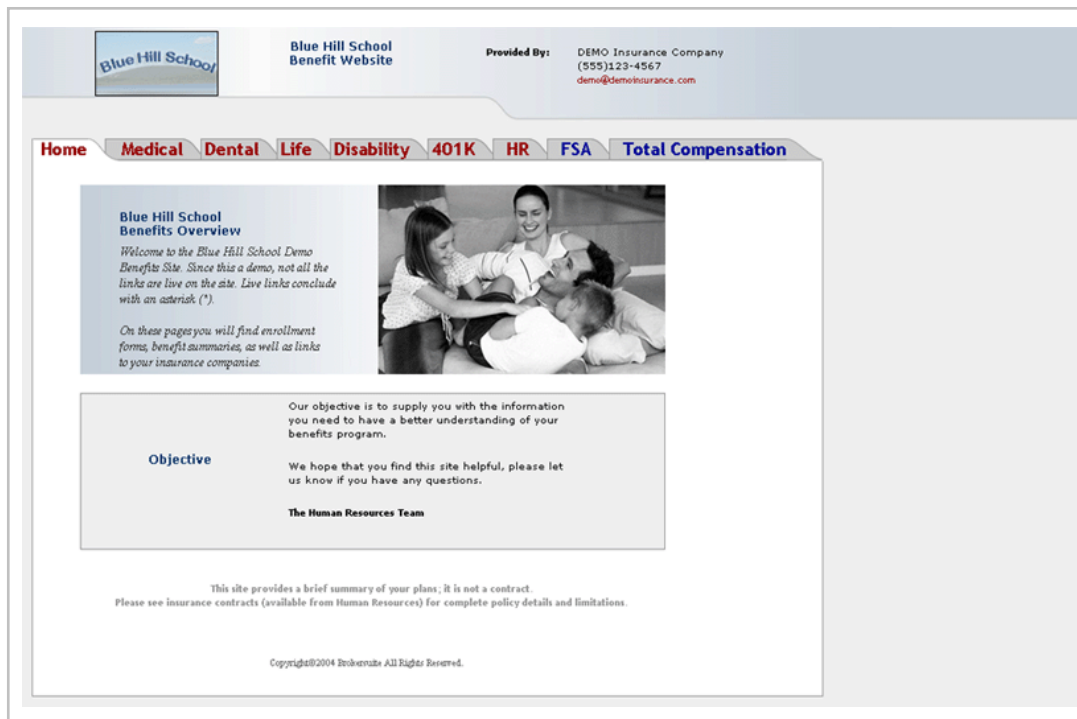 Blue Hill School
Blue Hill School
Benefit Website
Provided By:
DEMO Insurance Company
(555)123-4567
demo@demoinsurance.com
Home Medical Dental Life Disability 401K HR FSA Total Compensation
Blue Hill School
Benefits Overview
Welcome to the Blue Hill School Demo
Benefits Site. Since this a demo, not all the
links are live on the site. Live links conclude
with an asterisk (*).
On these pages you will find enrollment
forms, benefit summaries, as well as links
to your insurance companies.
Objective
Our objective is to supply you with the information
you need to have a better understanding of your
benefits program.
We hope that you find this site helpful, please let
us know if you have any questions.
The Human Resources Team
This site provides a brief summary of your plans; it is not a contract.
Please see insurance contracts (available from Human Resources) for complete policy details and limitations.
Copyright©2004 Brokersuite All Rights Reserved.